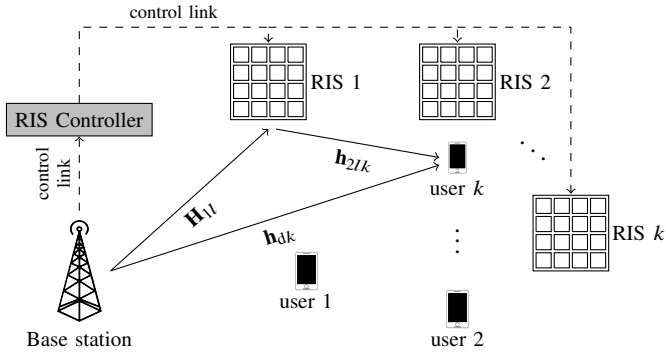 control link
RIS 1
RIS 2
RIS Controller
control
link
h2lk
user k
H1l
hdk
RIS k
user 1
user 2
Base station